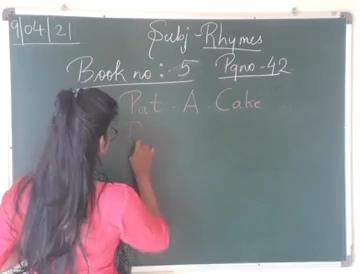 9/04/21
Subj - Rhymes
Book no : - 5 Pg no - 42
Pat - A - Cake